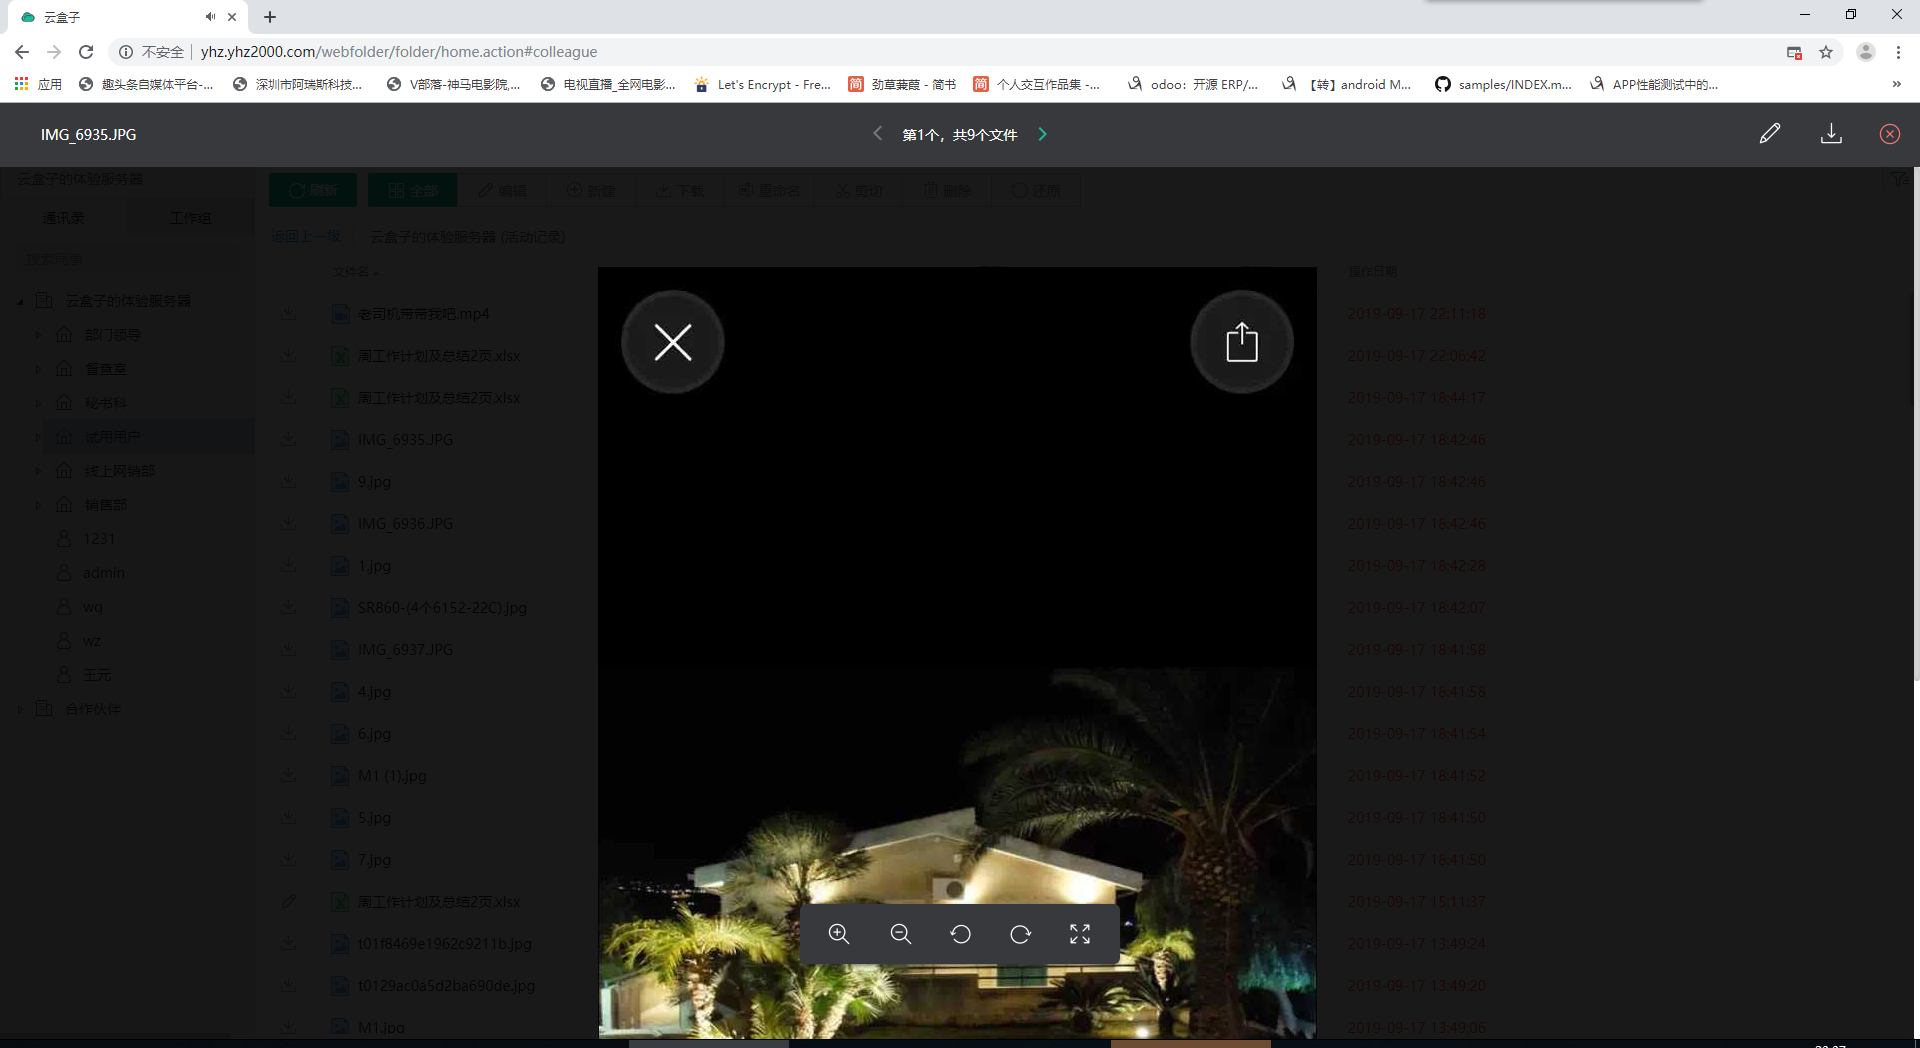 云盒子
不安全 yhz.yhz2000.com/webfolder/folder/home.action#colleague
应用 趣头条自媒体平台-... 深圳市阿瑞斯科技... V部落-神马电影院,... 电视直播_全网电影... Let's Encrypt - Fre... 简 劲草蒹葭 - 简书 简 个人交互作品集 -... odoo：开源 ERP/... 【转】android M... samples/INDEX.m... APP性能测试中的... »
IMG_6935.JPG 第1个，共9个文件
云盒子的体验服务器
刷新 全部 编辑 新建 下载 重命名 剪切 删除 还原
通讯录 工作组
返回上一级 云盒子的体验服务器 (活动记录)
搜索同事
文件名 操作日期
云盒子的体验服务器
老司机带带我吧.mp4 2019-09-17 22:11:18
部门领导
周工作计划及总结2页.xlsx 2019-09-17 22:06:42
督查室
周工作计划及总结2页.xlsx 2019-09-17 18:44:17
秘书科
IMG_6935.JPG 2019-09-17 18:42:46
试用用户
9.jpg 2019-09-17 18:42:46
线上网销部
销售部
IMG_6936.JPG 2019-09-17 18:42:46
1231
1.jpg 2019-09-17 18:42:28
admin
SR860-(4个6152-22C).jpg 2019-09-17 18:42:07
wq
wz
IMG_6937.JPG 2019-09-17 18:41:58
王元
4.jpg 2019-09-17 18:41:58
合作伙伴
6.jpg 2019-09-17 18:41:54
M1 (1).jpg 2019-09-17 18:41:52
5.jpg 2019-09-17 18:41:50
7.jpg 2019-09-17 18:41:50
周工作计划及总结2页.xlsx 2019-09-17 15:11:37
t01f8469e1962c9211b.jpg 2019-09-17 13:49:24
t0129ac0a5d2ba690de.jpg 2019-09-17 13:49:20
M1.jpg 2019-09-17 13:49:06